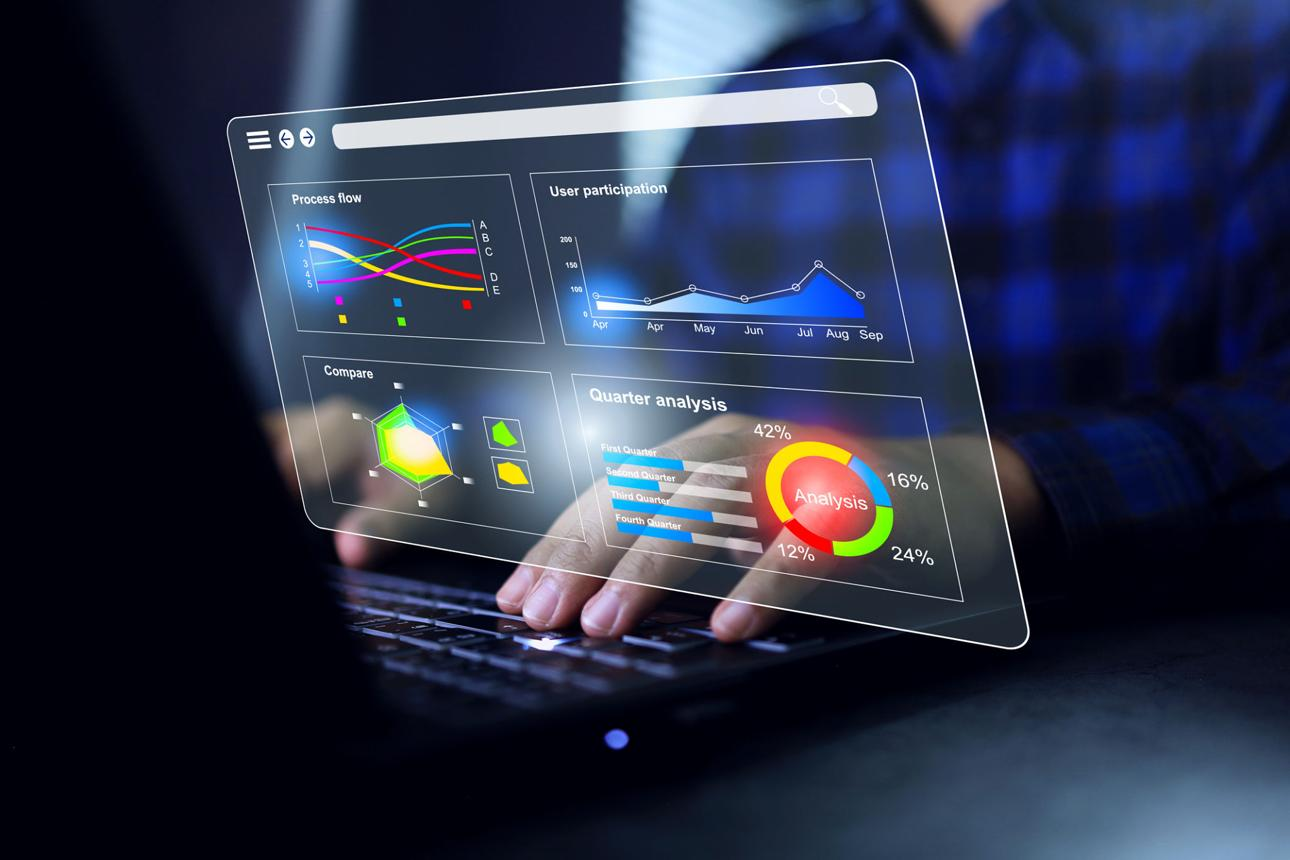 Process flow
1
2
3
4
5
A
B
C
D
E
User participation
200
150
100
0
Apr
Apr
May
Jun
Jul
Aug
Sep
Compare
Quarter analysis
First Quarter
Second Quarter
Third Quarter
Fourth Quarter
42%
16%
Analysis
12%
24%